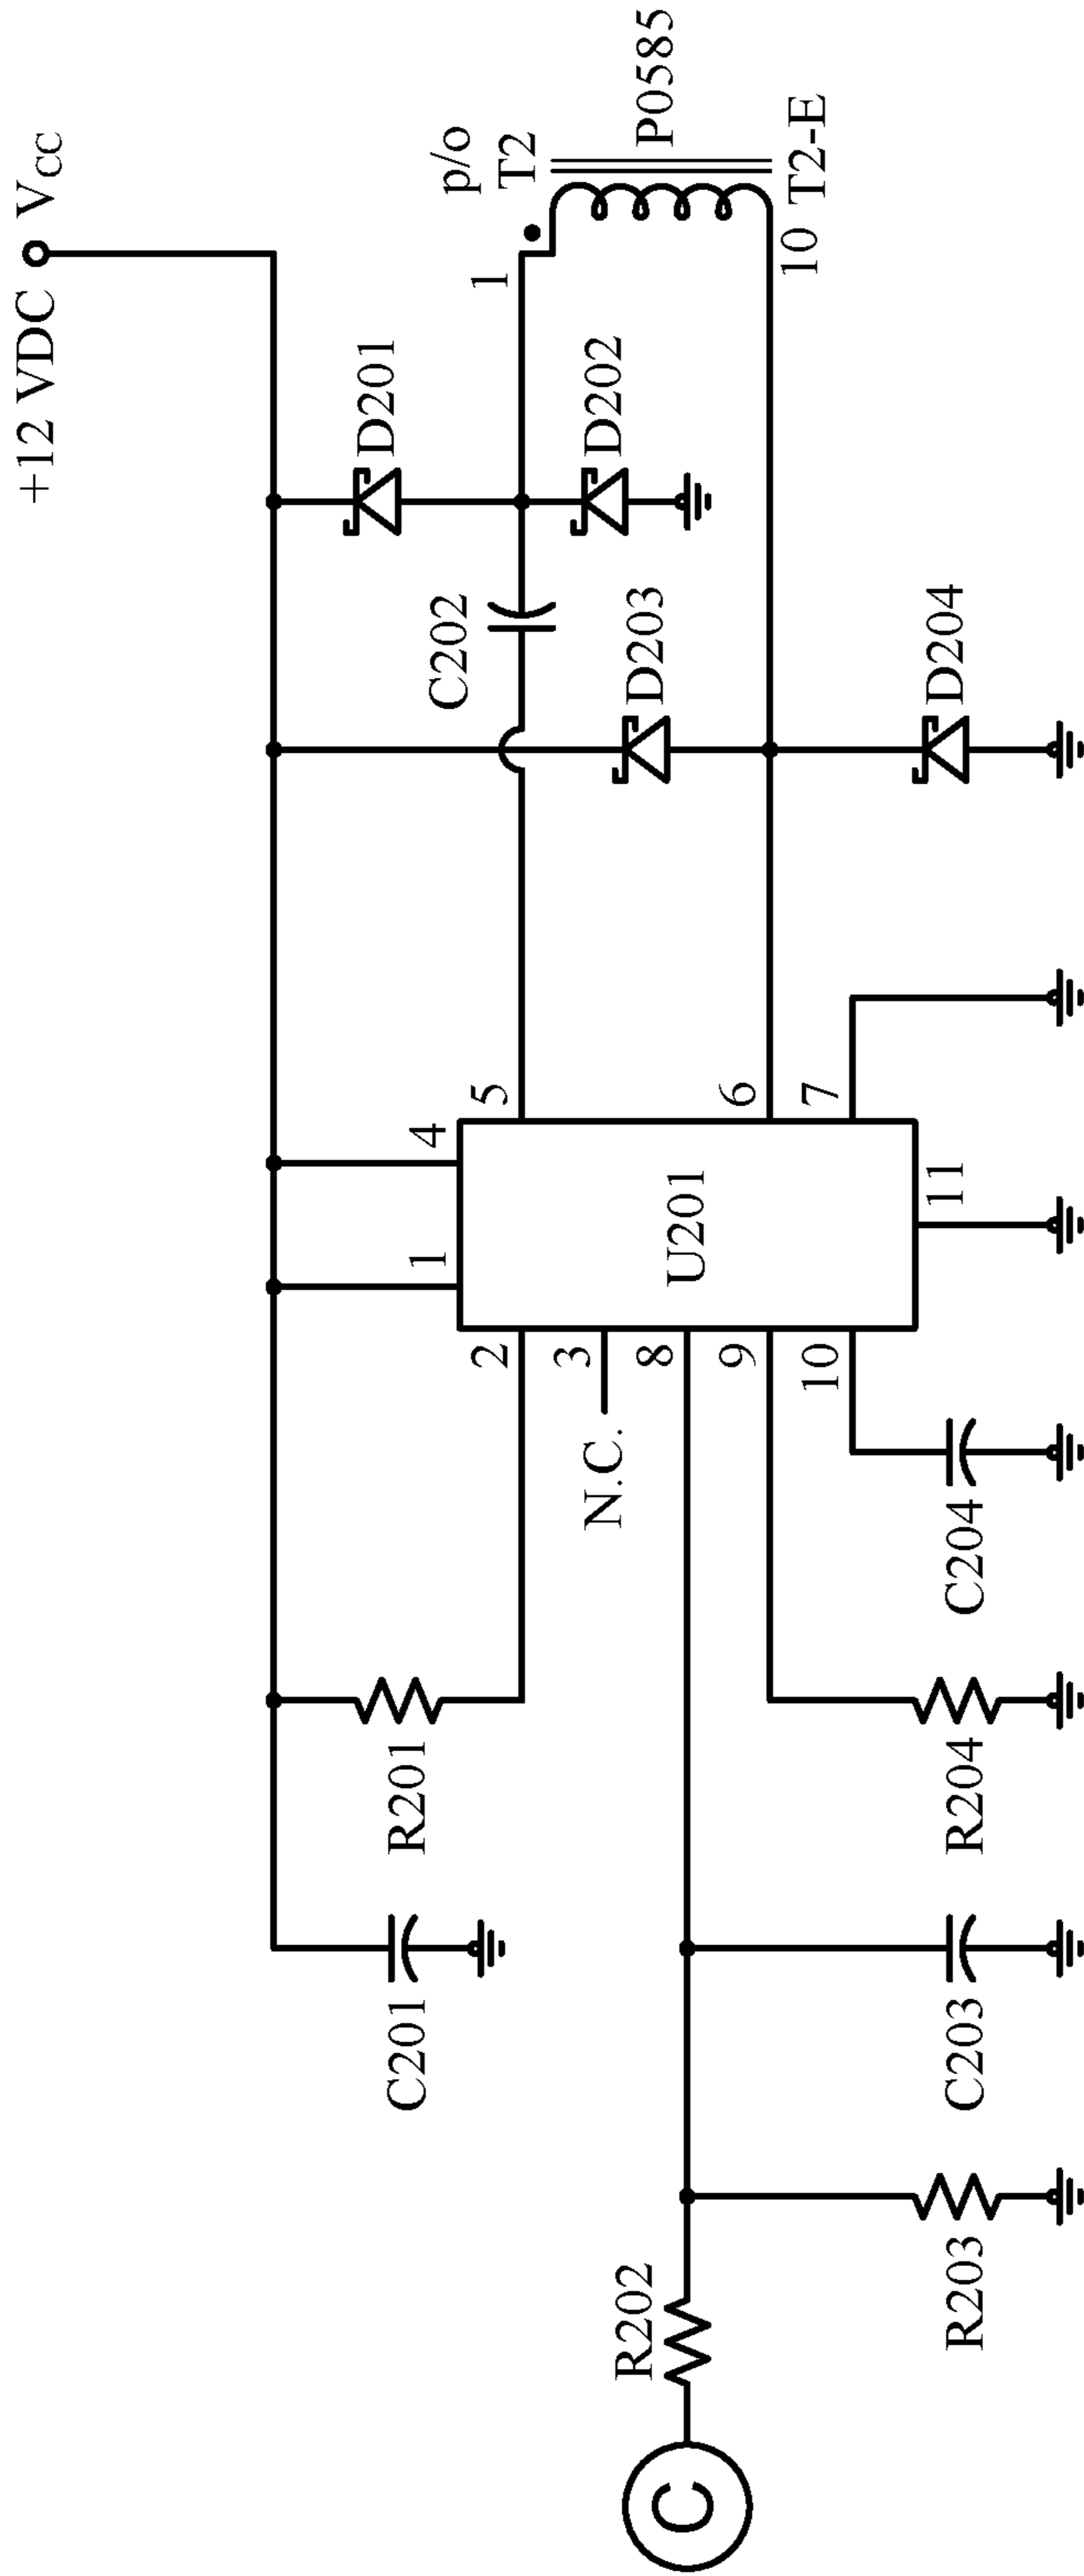 +12 VDC V_CC
D201
p/o
T2
1
D202
P0585
T2-E
10
C202
D203
D204
1
4
2
5
3
N.C.
8
U201
6
9
7
10
11
C201
R201
R202
R203
C203
R204
C204
C